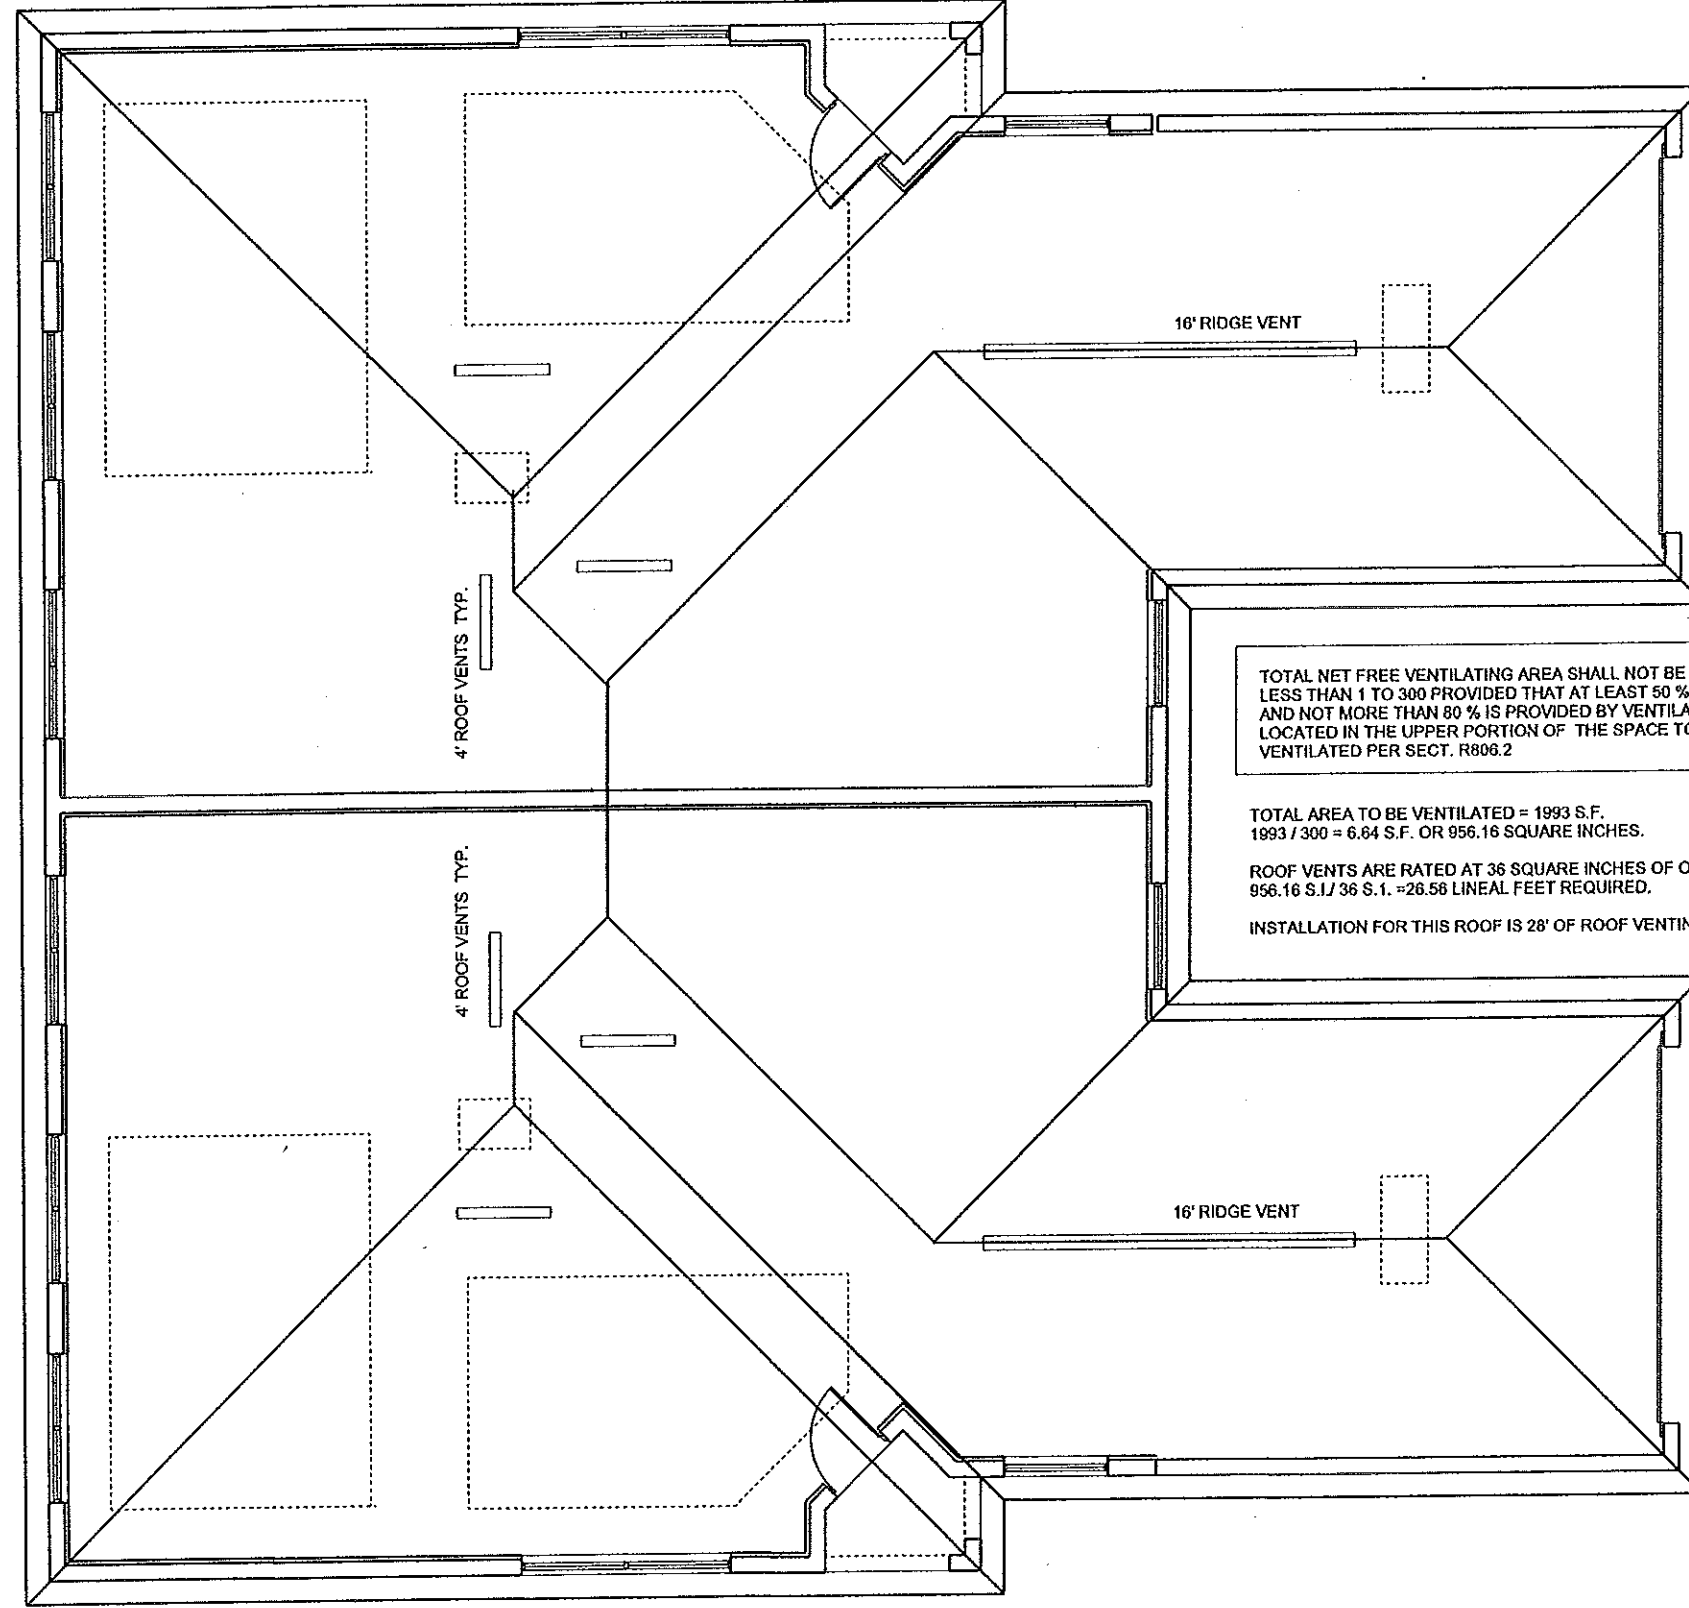 16' RIDGE VENT
4' ROOF VENTS TYP.
TOTAL NET FREE VENTILATING AREA SHALL NOT BE
LESS THAN 1 TO 300 PROVIDED THAT AT LEAST 50 %
AND NOT MORE THAN 80 % IS PROVIDED BY VENTILA
LOCATED IN THE UPPER PORTION OF THE SPACE TO
VENTILATED PER SECT. R806.2
TOTAL AREA TO BE VENTILATED = 1993 S.F.
1993 / 300 = 6.64 S.F. OR 956.16 SQUARE INCHES.
ROOF VENTS ARE RATED AT 36 SQUARE INCHES OF O
956.16 S.I./ 36 S.1. =26.56 LINEAL FEET REQUIRED.
INSTALLATION FOR THIS ROOF IS 28' OF ROOF VENTIN
4' ROOF VENTS TYP.
16' RIDGE VENT